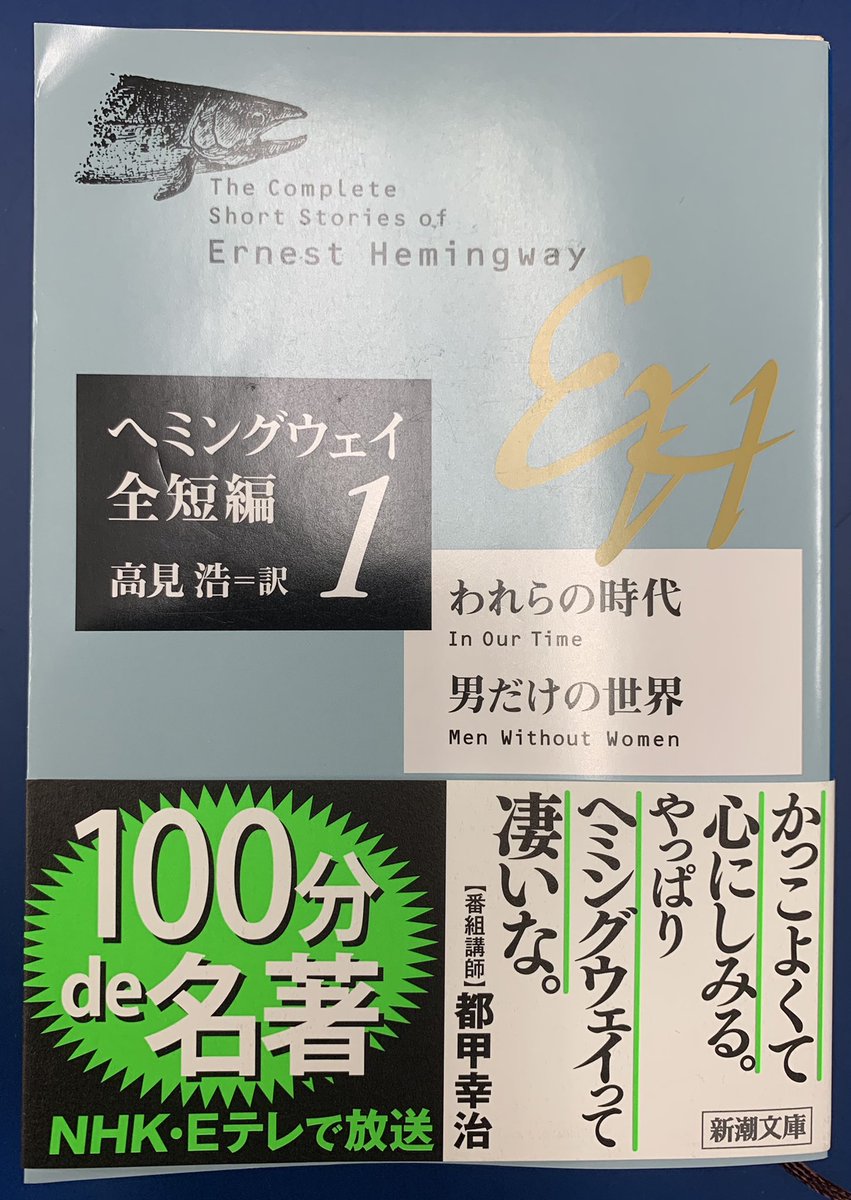 The Complete
Short Stories of
Ernest Hemingway
EH
ヘミングウェイ
全短編
1
高見 浩=訳
われらの時代
In Our Time
男だけの世界
Men Without Women
100分
de名著
NHK・Eテレで放送
かっこよくて
心にしみる。
やっぱり
ヘミングウェイって
凄いな。
【番組講師】都甲幸治
新潮文庫